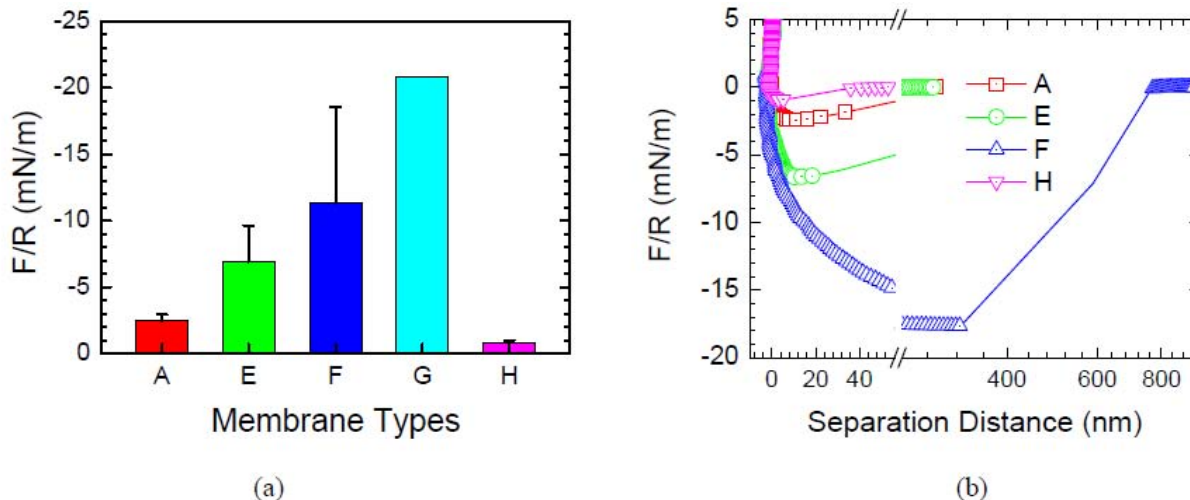 -25
-20
-15
-10
-5
0
F/R (mN/m)
A E F G H
Membrane Types
(a)
5
0
-5
-10
-15
-20
F/R (mN/m)
A
E
F
H
0 20 40 400 600 800
Separation Distance (nm)
(b)